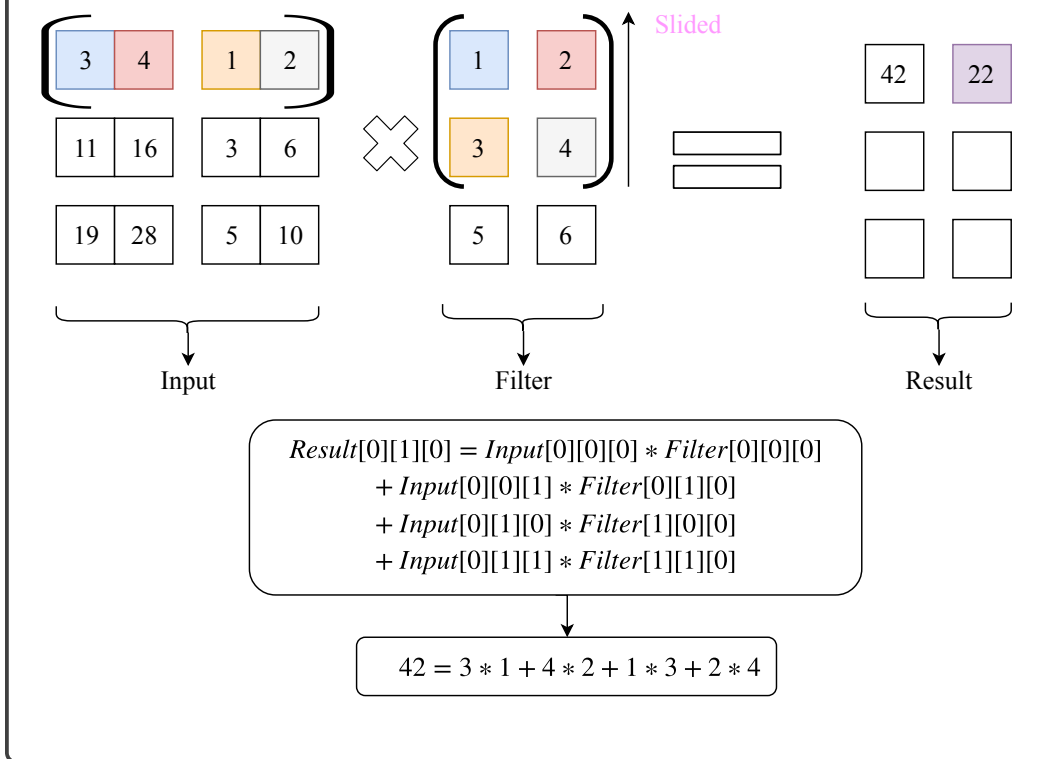 Slided
3 4 1 2
1 2
42 22
11 16 3 6
3 4
19 28 5 10
5 6
Input
Filter
Result
Result[0][1][0] = Input[0][0][0] ∗ Filter[0][0][0]
+ Input[0][0][1] ∗ Filter[0][1][0]
+ Input[0][1][0] ∗ Filter[1][0][0]
+ Input[0][1][1] ∗ Filter[1][1][0]
42 = 3 ∗ 1 + 4 ∗ 2 + 1 ∗ 3 + 2 ∗ 4